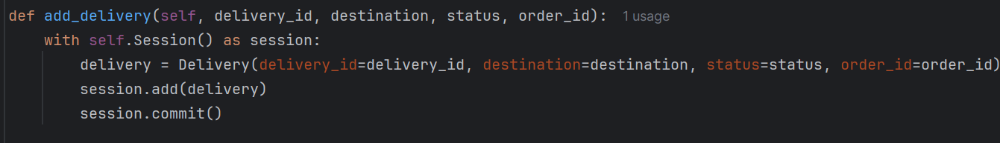 def add_delivery(self, delivery_id, destination, status, order_id): 1 usage
    with self.Session() as session:
        delivery = Delivery(delivery_id=delivery_id, destination=destination, status=status, order_id=order_id)
        session.add(delivery)
        session.commit()